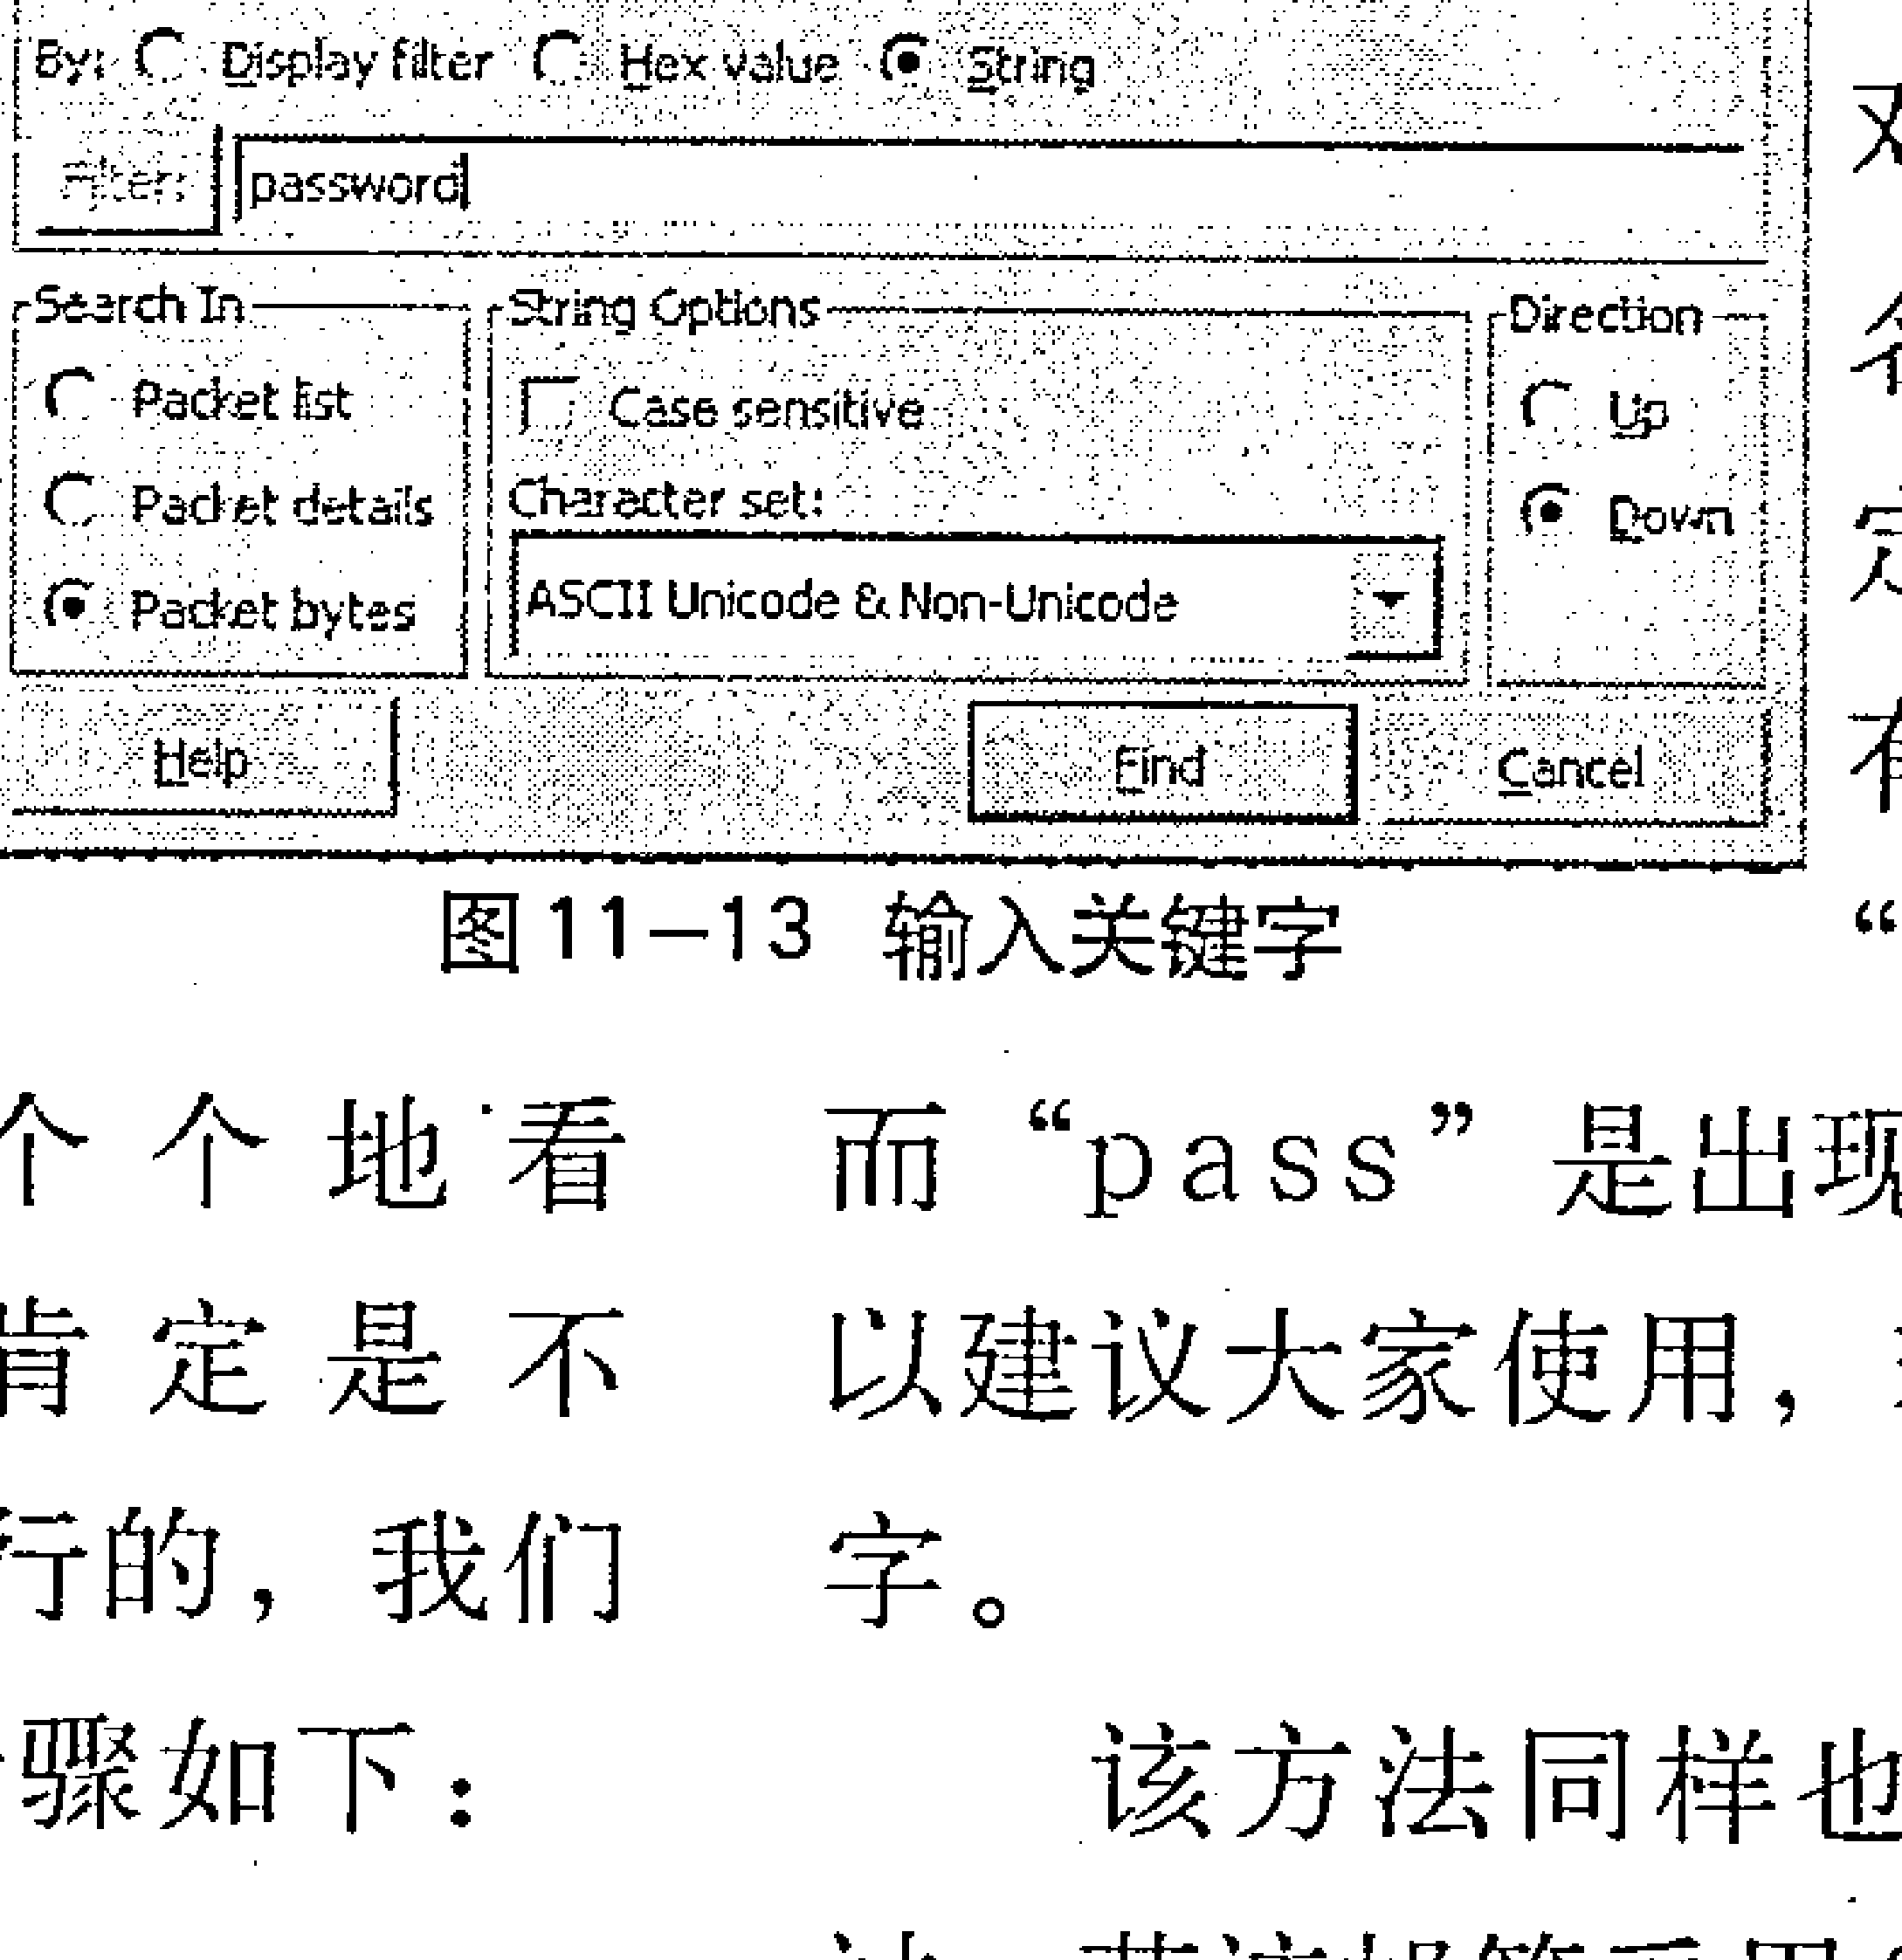 By: Display filter Hex value String
Filter: password
Search In
Packet list
Packet details
Packet bytes
String Options
Case sensitive
Character set:
ASCII Unicode & Non-Unicode
Direction
Up
Down
Help Find Cancel
图11-13 输入关键字
个个地看
肯定是不
行的，我们
骤如下：
“
而“pass”是出现
以建议大家使用，
字。
该方法同样也